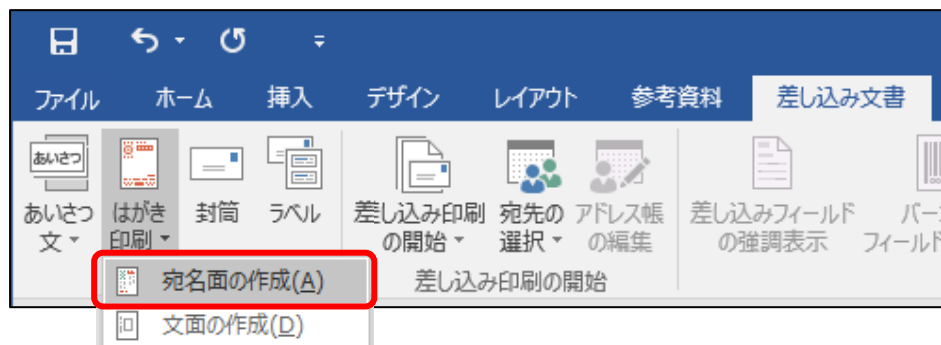 ファイル ホーム 挿入 デザイン レイアウト 参考資料 差し込み文書
あいさつ
あいさつ文
はがき印刷
封筒
ラベル
差し込み印刷の開始
宛先の選択
アドレス帳の編集
差し込みフィールドの強調表示
フィールド
宛名面の作成(A)
差し込み印刷の開始
文面の作成(D)